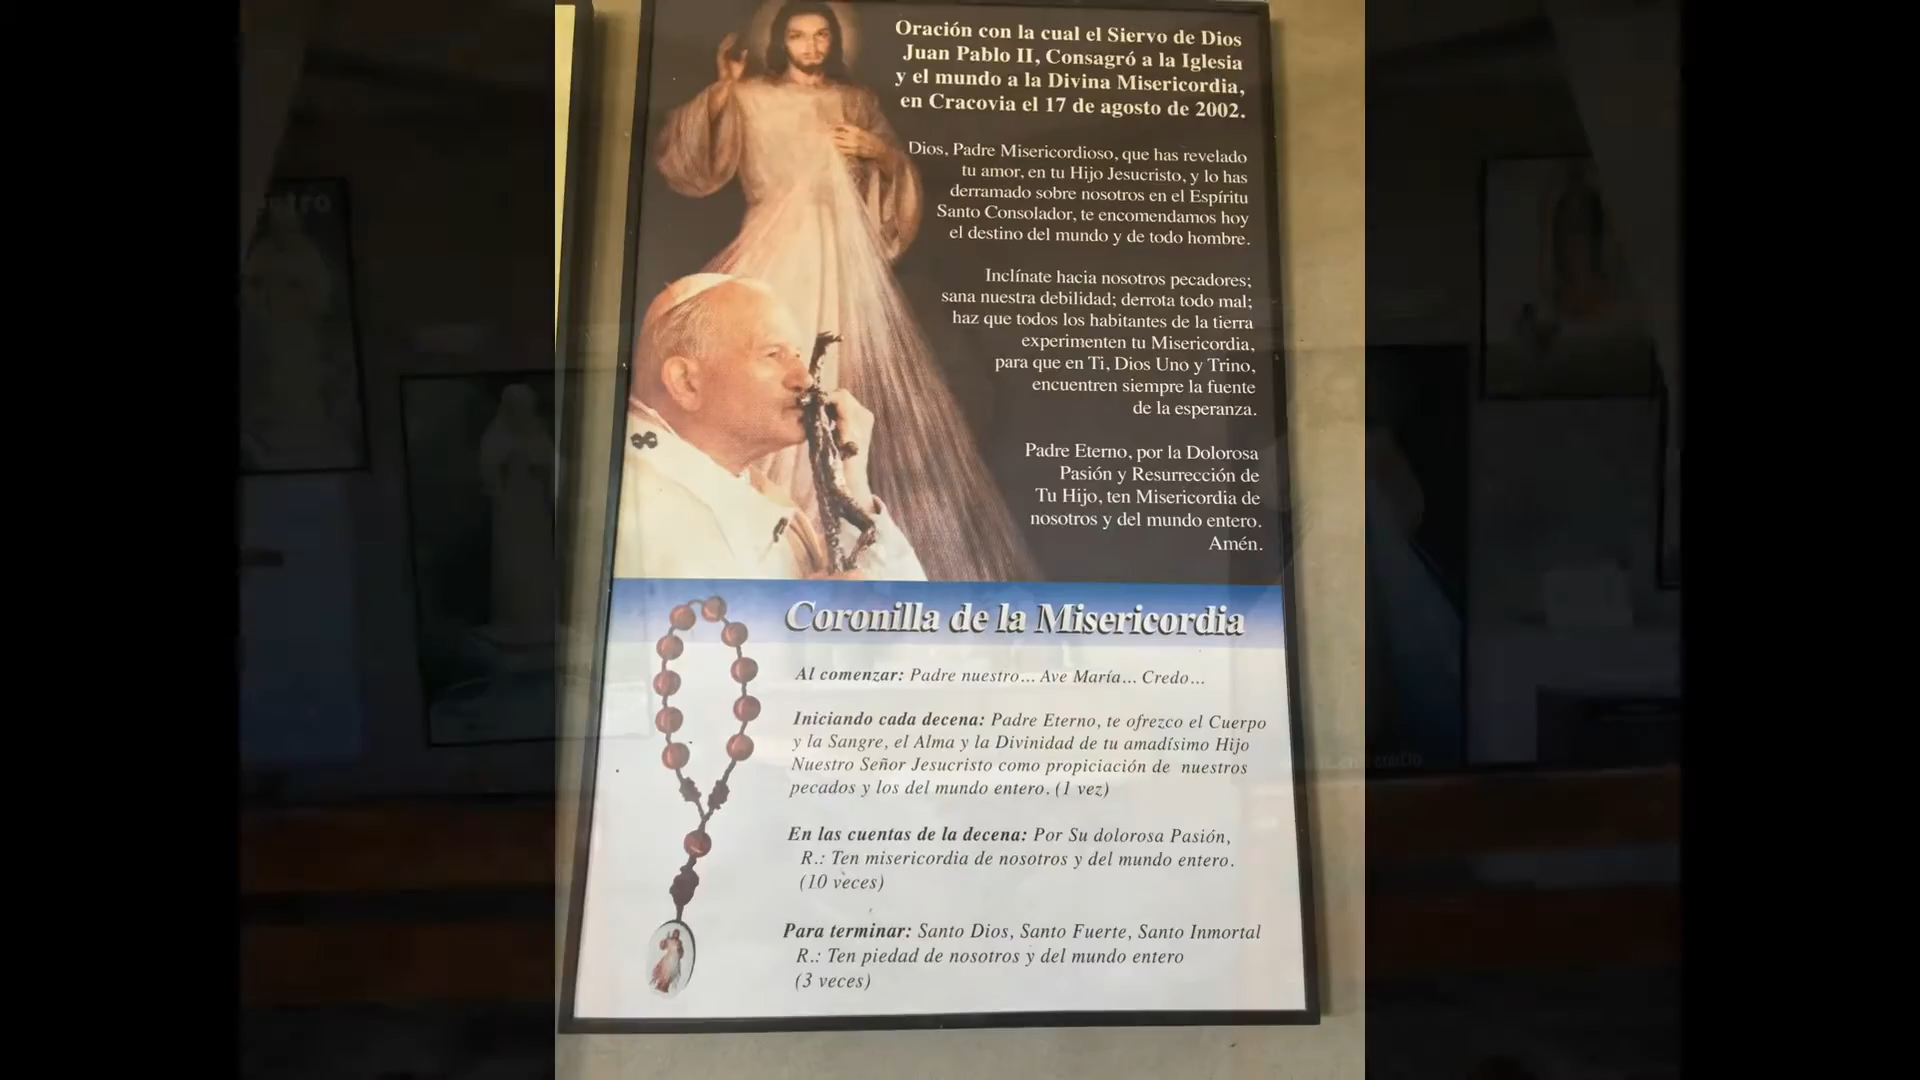 Oración con la cual el Siervo de Dios
Juan Pablo II, Consagró a la Iglesia
y el mundo a la Divina Misericordia,
en Cracovia el 17 de agosto de 2002.
Dios, Padre Misericordioso, que has revelado
tu amor, en tu Hijo Jesucristo, y lo has
derramado sobre nosotros en el Espíritu
Santo Consolador, te encomendamos hoy
el destino del mundo y de todo hombre.
Inclínate hacia nosotros pecadores;
sana nuestra debilidad; derrota todo mal;
haz que todos los habitantes de la tierra
experimenten tu Misericordia,
para que en Ti, Dios Uno y Trino,
encuentren siempre la fuente
de la esperanza.
Padre Eterno, por la Dolorosa
Pasión y Resurrección de
Tu Hijo, ten Misericordia de
nosotros y del mundo entero.
Amén.
Coronilla de la Misericordia
Al comenzar: Padre nuestro... Ave María... Credo...
Iniciando cada decena: Padre Eterno, te ofrezco el Cuerpo
y la Sangre, el Alma y la Divinidad de tu amadísimo Hijo
Nuestro Señor Jesucristo como propiciación de nuestros
pecados y los del mundo entero. (1 vez)
En las cuentas de la decena: Por Su dolorosa Pasión,
R.: Ten misericordia de nosotros y del mundo entero.
(10 veces)
Para terminar: Santo Dios, Santo Fuerte, Santo Inmortal
R.: Ten piedad de nosotros y del mundo entero
(3 veces)